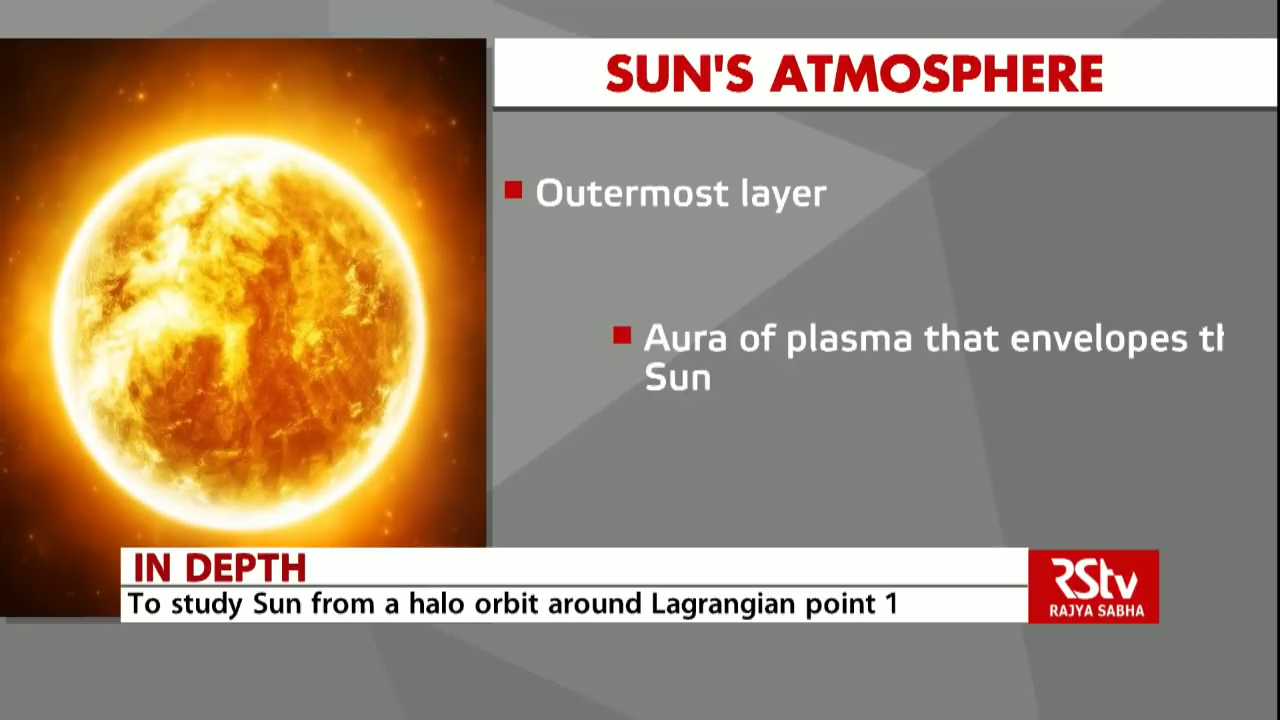 SUN'S ATMOSPHERE
Outermost layer
Aura of plasma that envelopes
Sun
IN DEPTH
To study Sun from a halo orbit around Lagrangian point 1
RStv
RAJYA SABHA